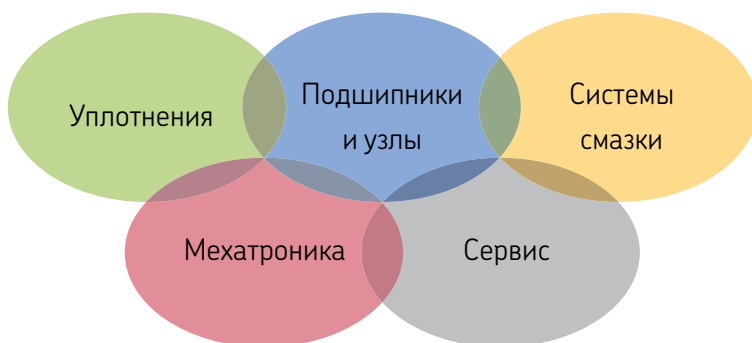 Уплотнения
Подшипники
и узлы
Системы
смазки
Мехатроника
Сервис